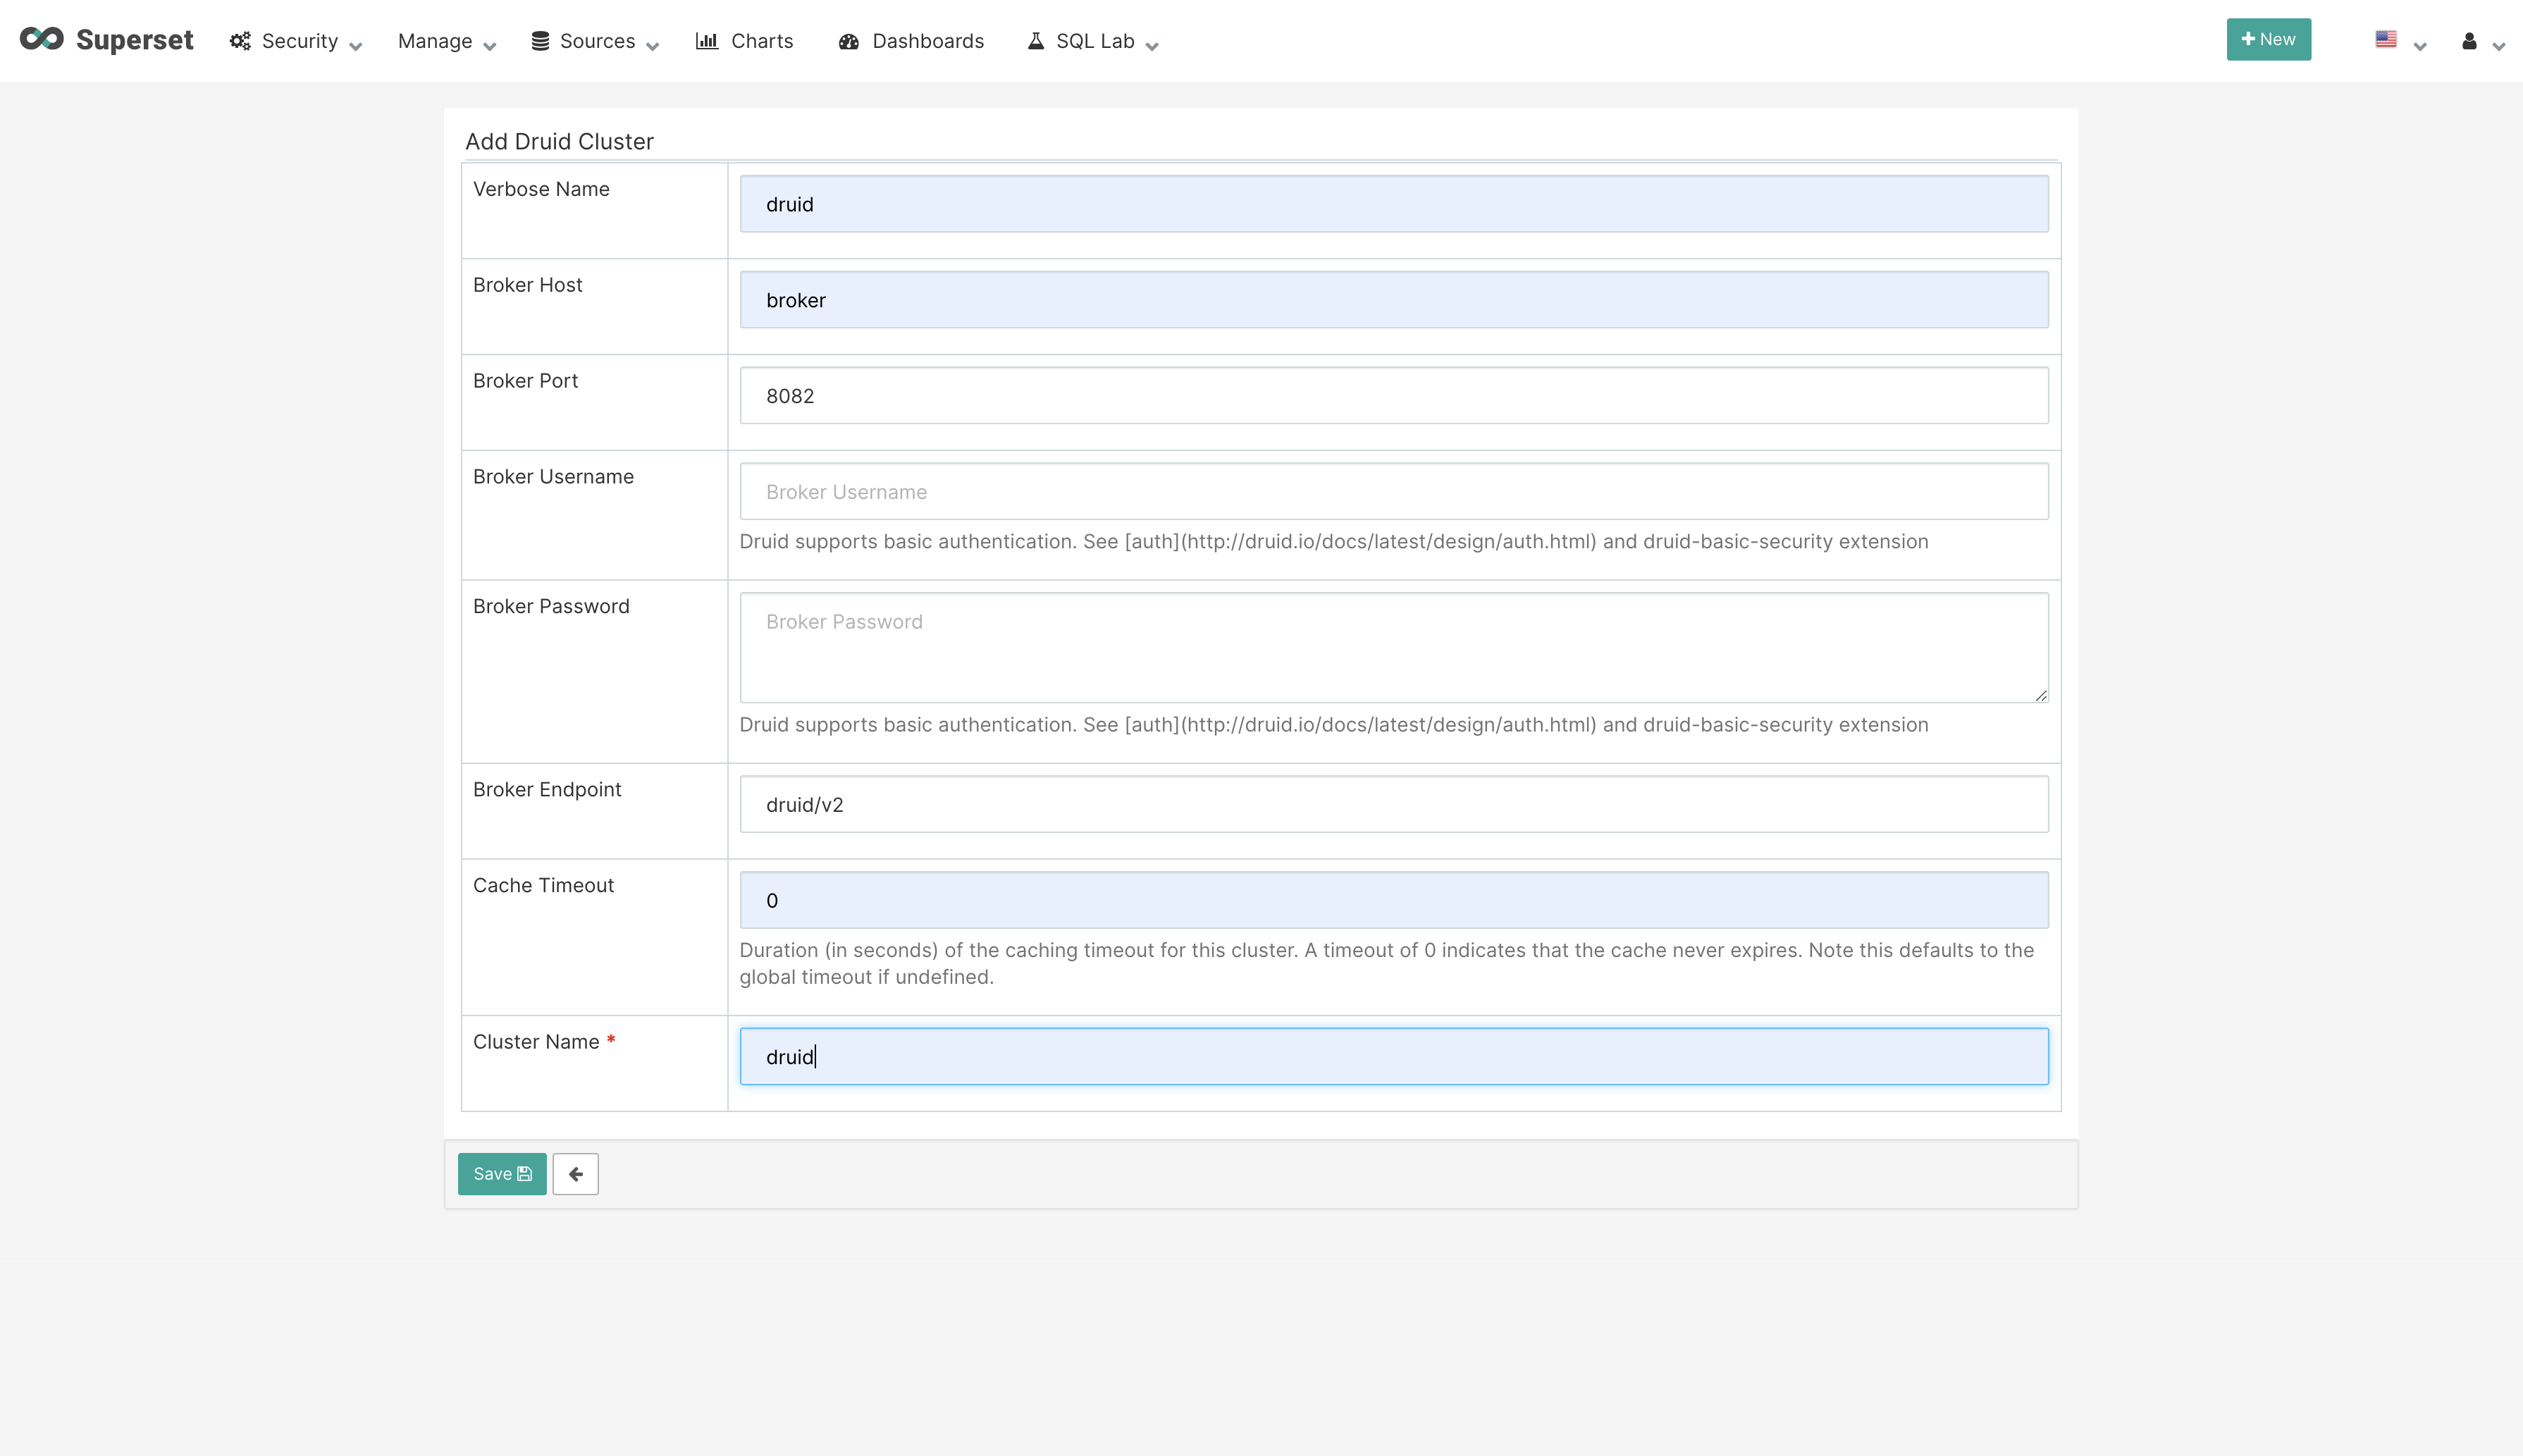 Superset Security Manage Sources Charts Dashboards SQL Lab New
Add Druid Cluster
Verbose Name
druid
Broker Host
broker
Broker Port
8082
Broker Username
Broker Username
Druid supports basic authentication. See [auth](http://druid.io/docs/latest/design/auth.html) and druid-basic-security extension
Broker Password
Broker Password
Druid supports basic authentication. See [auth](http://druid.io/docs/latest/design/auth.html) and druid-basic-security extension
Broker Endpoint
druid/v2
Cache Timeout
0
Duration (in seconds) of the caching timeout for this cluster. A timeout of 0 indicates that the cache never expires. Note this defaults to the
global timeout if undefined.
Cluster Name *
druid
Save